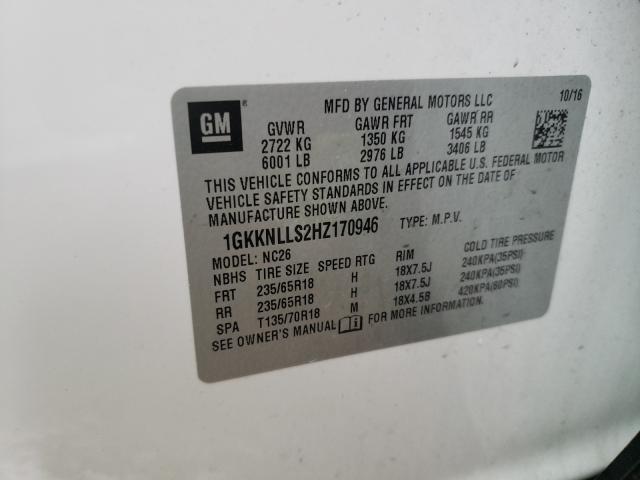 GM
MFD BY GENERAL MOTORS LLC 10/16
GVWR GAWR FRT GAWR RR
2722 KG 1350 KG 1545 KG
6001 LB 2976 LB 3406 LB
THIS VEHICLE CONFORMS TO ALL APPLICABLE U.S. FEDERAL MOTOR
VEHICLE SAFETY STANDARDS IN EFFECT ON THE DATE OF
MANUFACTURE SHOWN ABOVE.
1GKKNLLS2HZ170946 TYPE: M.P.V.
MODEL: NC26
NBHS TIRE SIZE SPEED RTG RIM COLD TIRE PRESSURE
FRT 235/65R18 H 18X7.5J 240KPA(35PSI)
RR 235/65R18 H 18X7.5J 240KPA(35PSI)
SPA T135/70R18 M 18X4.5B 420KPA(60PSI)
SEE OWNER'S MANUAL FOR MORE INFORMATION.